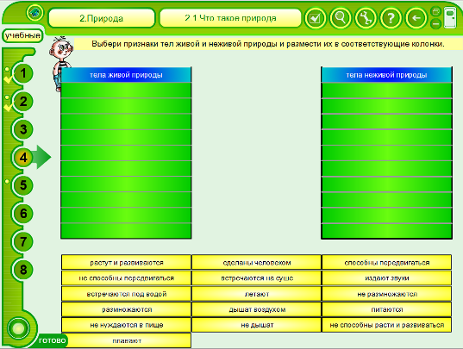 2.Природа
2.1 Что такое природа
учебные
Выбери признаки тел живой и неживой природы и размести их в соответствующие колонки.
тела живой природы
тела неживой природы
1
2
3
4
5
6
7
8
растут и развиваются
сделаны человеком
способны передвигаться
не способны передвигаться
встречаются на суше
издают звуки
встречаются под водой
летают
не размножаются
размножаются
дышат воздухом
питаются
не нуждаются в пище
не дышат
не способны расти и развиваться
плавают
ГОТОВО